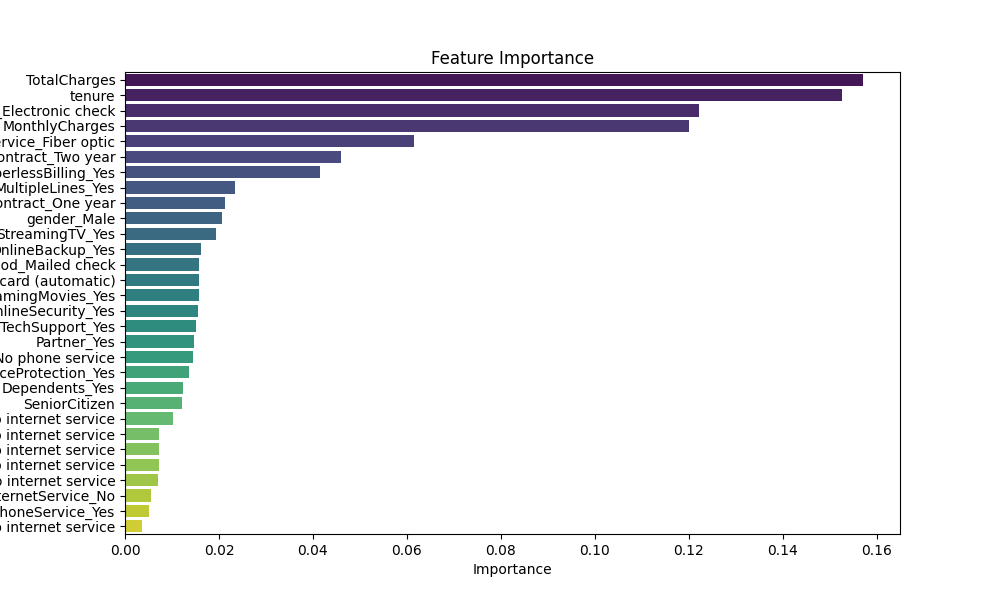 Feature Importance
TotalCharges
tenure
_Electronic check
MonthlyCharges
ervice_Fiber optic
ontract_Two year
perlessBilling_Yes
MultipleLines_Yes
ontract_One year
gender_Male
StreamingTV_Yes
OnlineBackup_Yes
od_Mailed check
card (automatic)
amingMovies_Yes
nlineSecurity_Yes
TechSupport_Yes
Partner_Yes
No phone service
ceProtection_Yes
Dependents_Yes
SeniorCitizen
o internet service
o internet service
o internet service
o internet service
o internet service
ternetService_No
honeService_Yes
o internet service
0.00 0.02 0.04 0.06 0.08 0.10 0.12 0.14 0.16
Importance